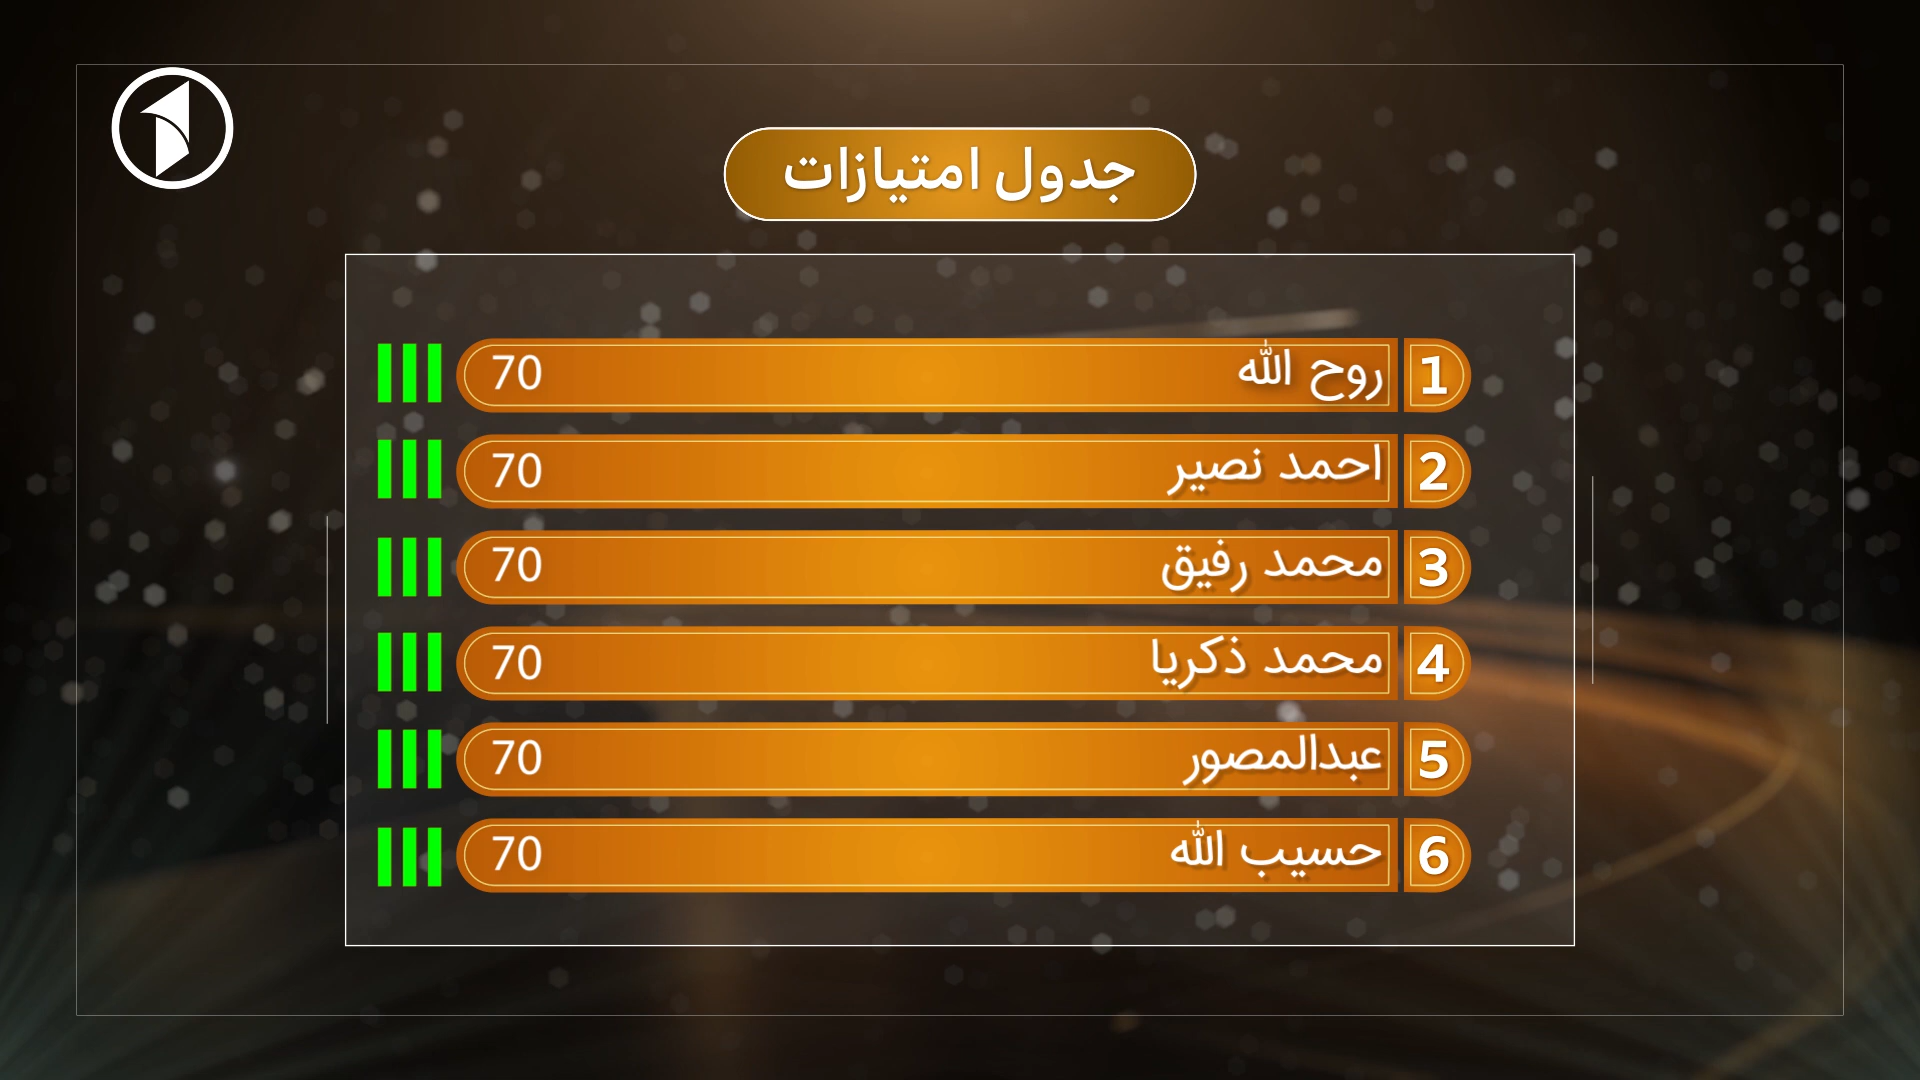 جدول امتیازات
1 روح الله 70
2 احمد نصیر 70
3 محمد رفیق 70
4 محمد ذکریا 70
5 عبدالمصور 70
6 حسیب الله 70